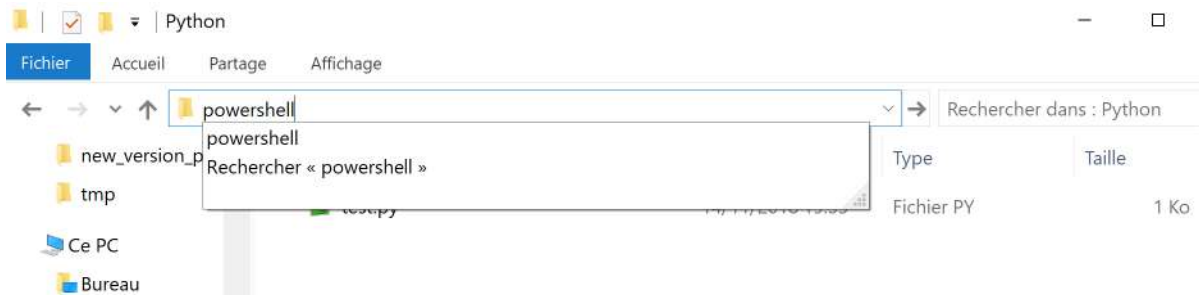 Python
Fichier Accueil Partage Affichage
powershell Rechercher dans : Python
powershell
new_version_p Rechercher « powershell » Type Taille
tmp test.py Fichier PY 1 Ko
Ce PC
Bureau